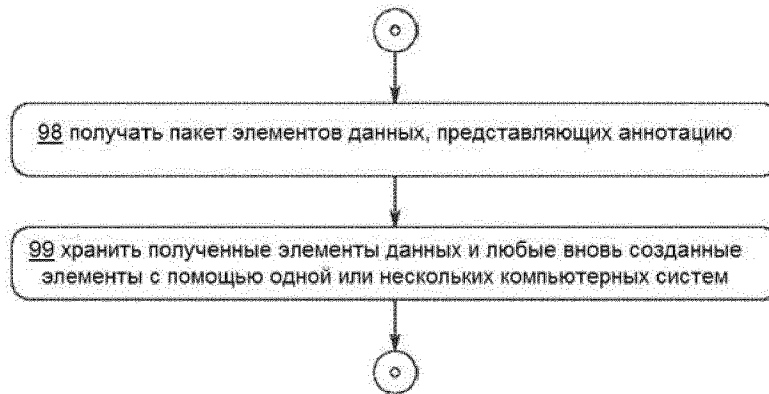 98 получать пакет элементов данных, представляющих аннотацию
99 хранить полученные элементы данных и любые вновь созданные
элементы с помощью одной или нескольких компьютерных систем